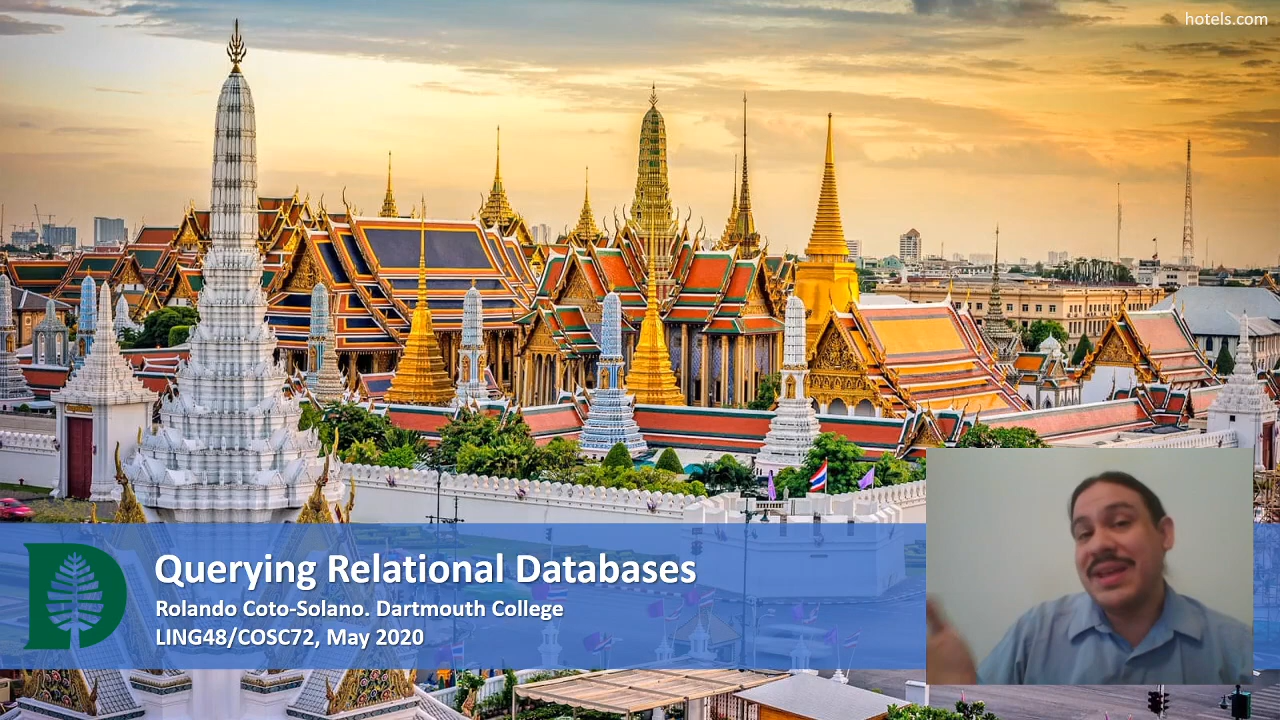 hotels.com
Querying Relational Databases
Rolando Coto-Solano. Dartmouth College
LING48/COSC72, May 2020